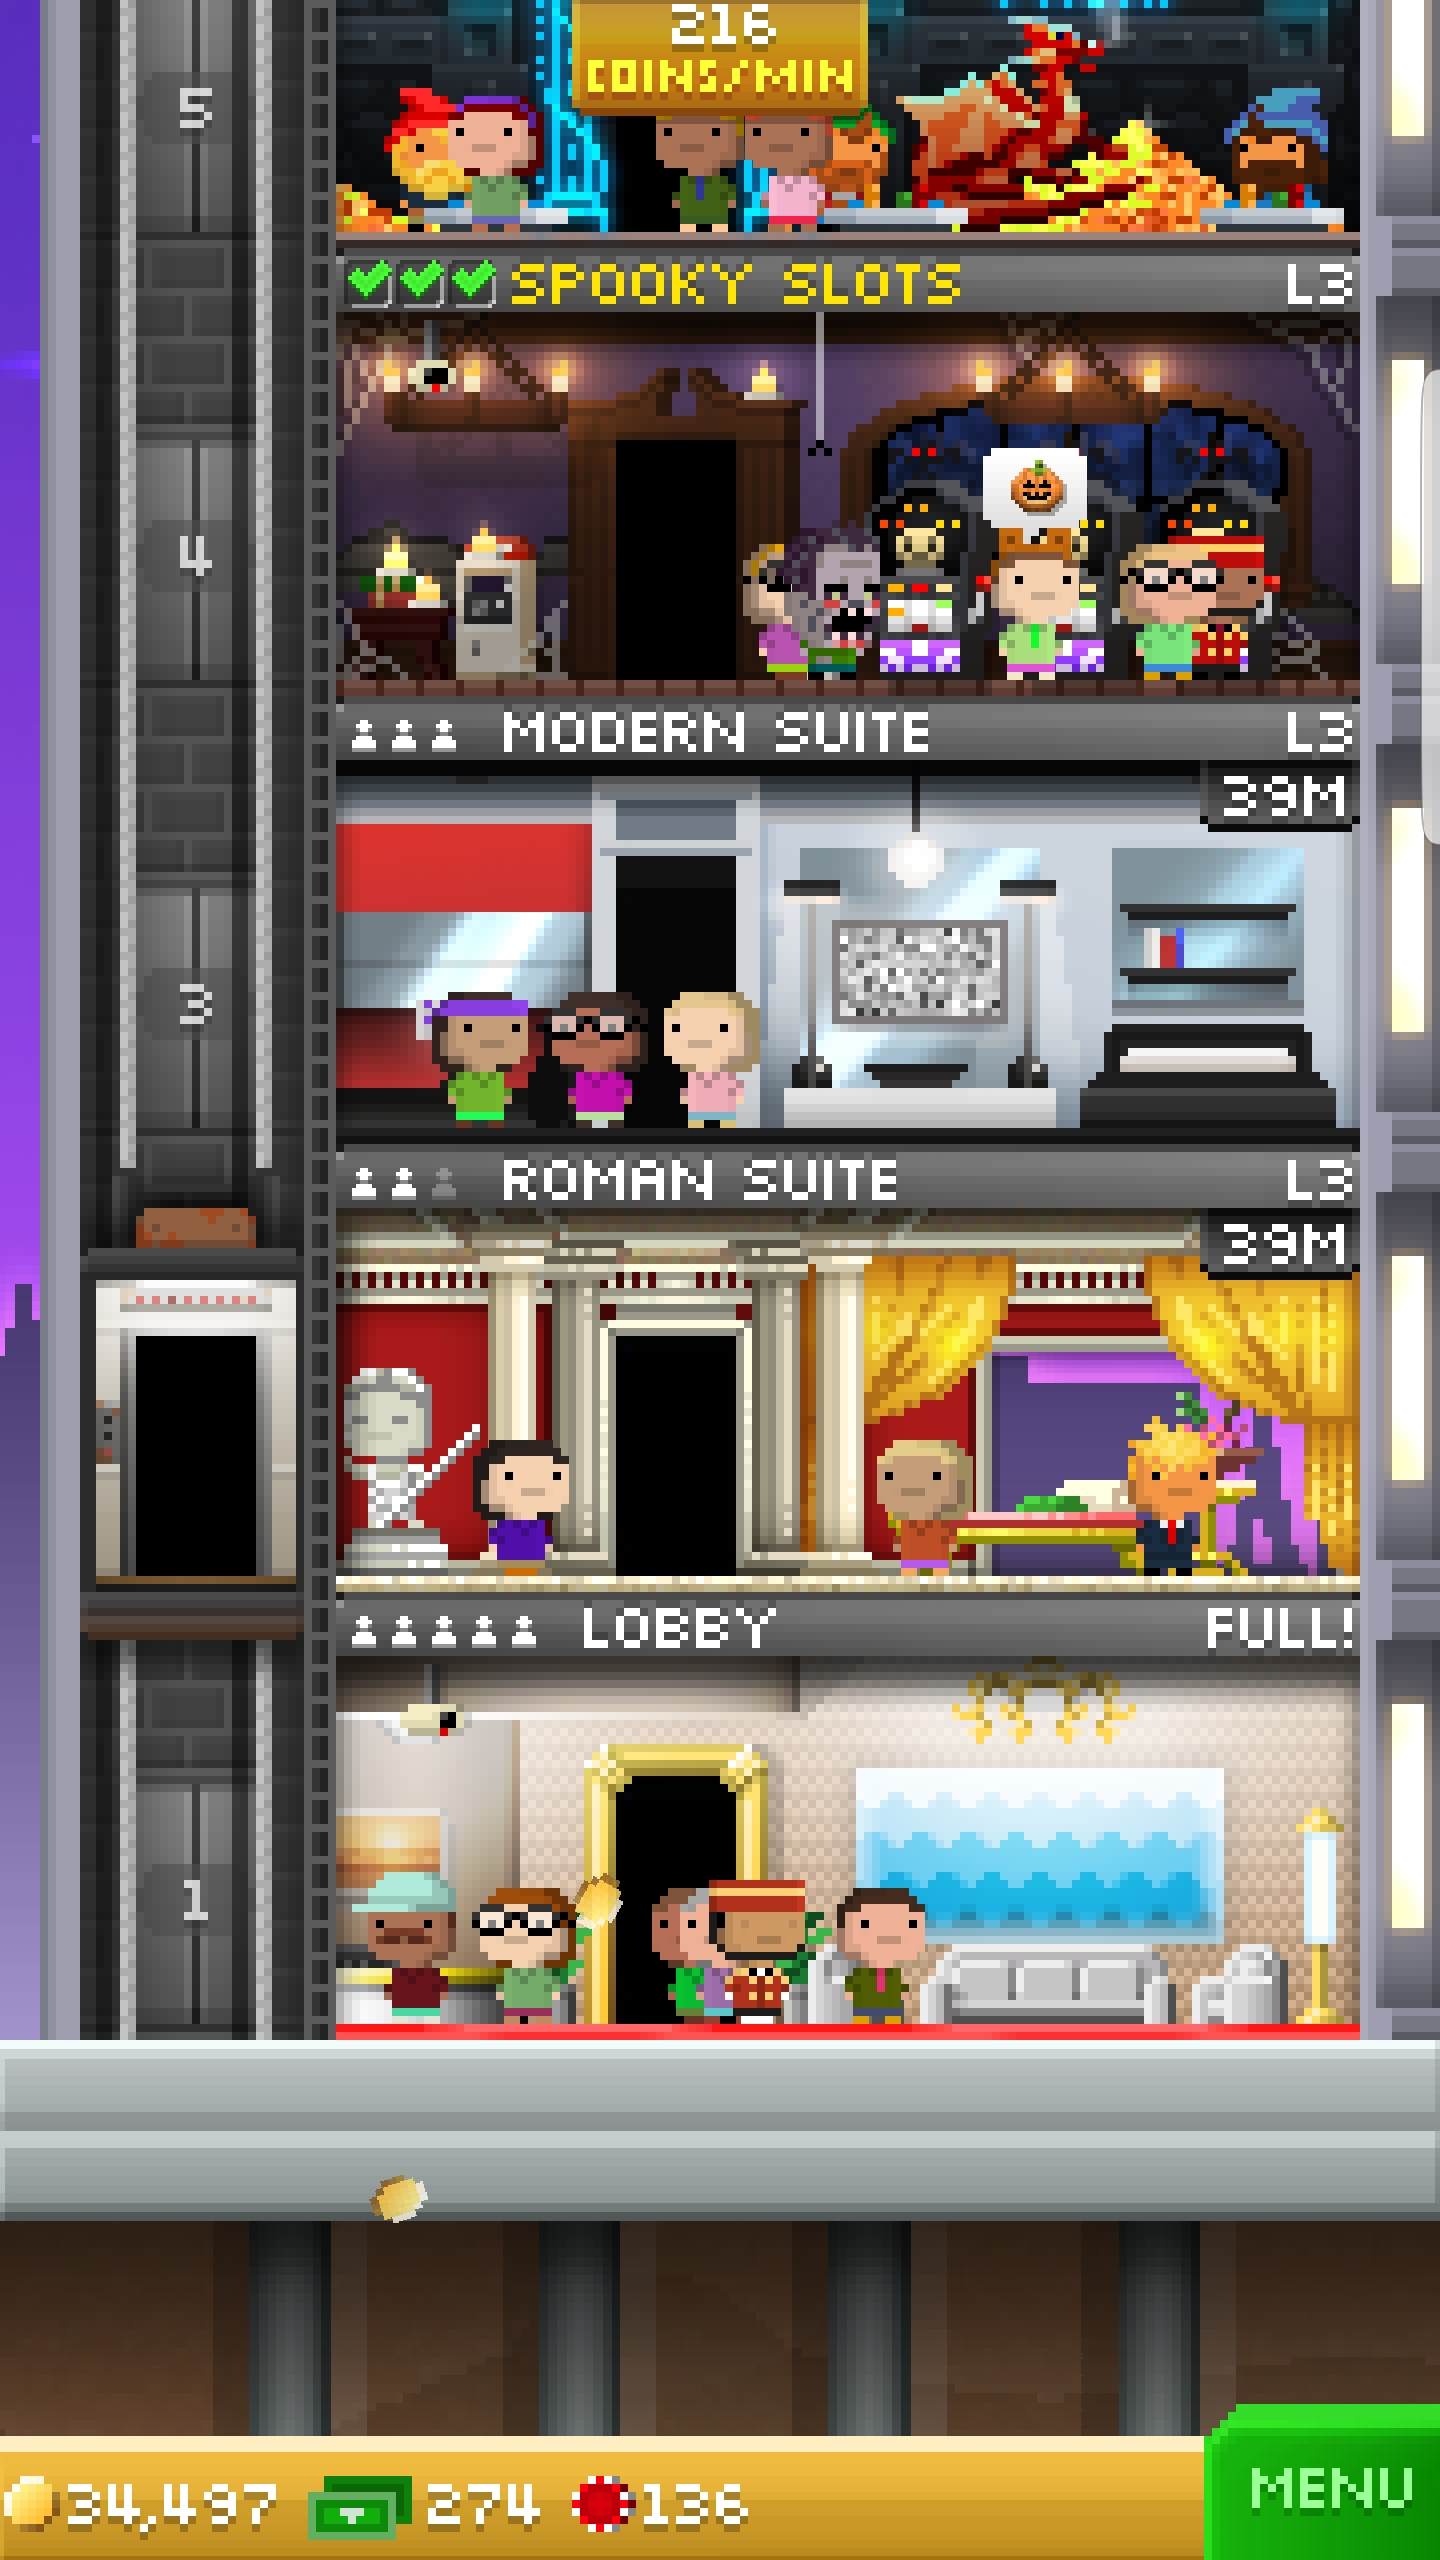 216
COINS/MIN
5
SPOOKY SLOTS L3
4
MODERN SUITE L3
39M
3
ROMAN SUITE L3
39M
LOBBY FULL!
1
34,497 274 136
MENU